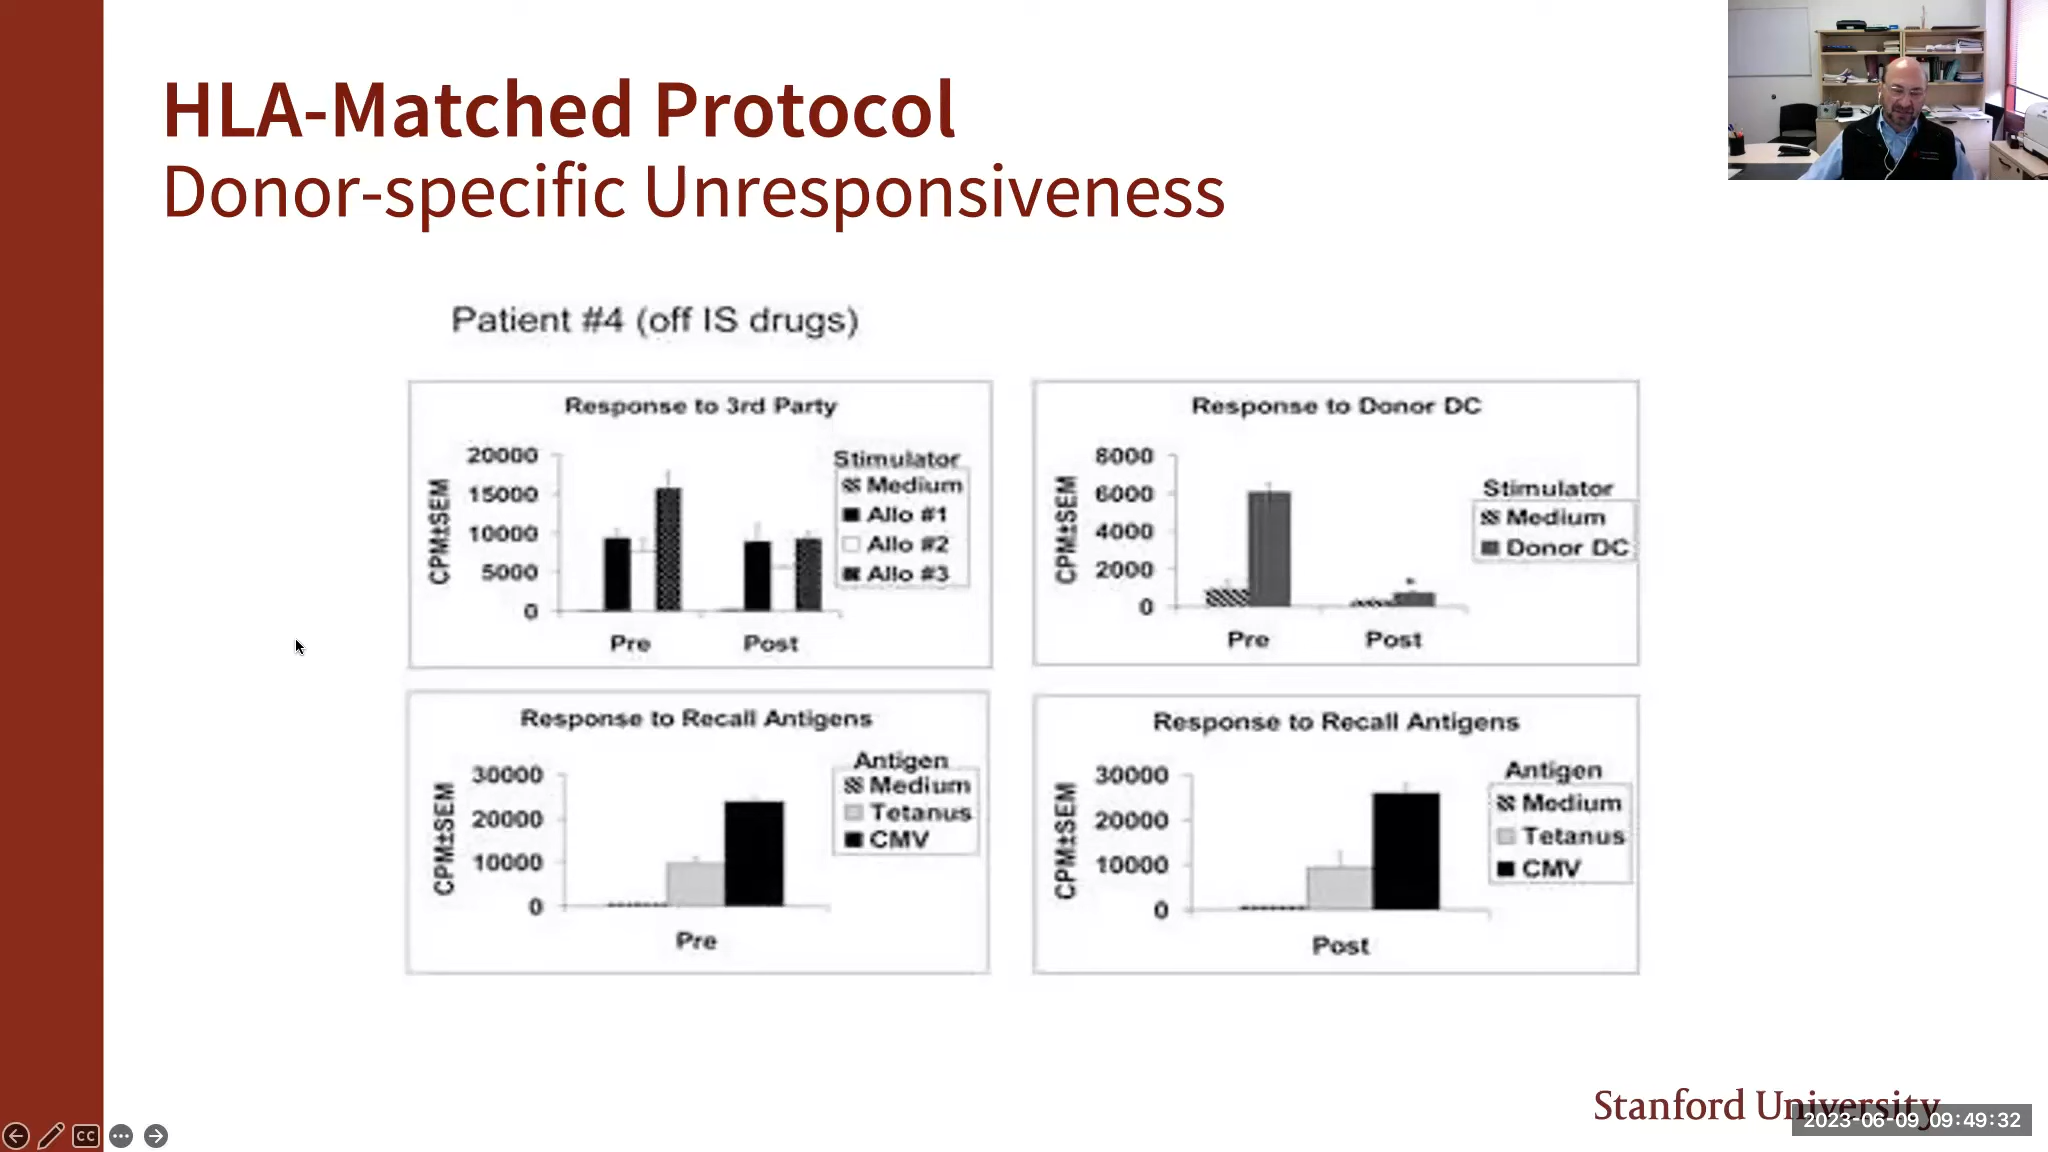 HLA-Matched Protocol
Donor-specific Unresponsiveness
Patient #4 (off IS drugs)
Response to 3rd Party
CPM±SEM
20000
15000
10000
5000
0
Pre
Post
Stimulator
Medium
Allo #1
Allo #2
Allo #3
Response to Donor DC
CPM±SEM
8000
6000
4000
2000
0
Pre
Post
*
Stimulator
Medium
Donor DC
Response to Recall Antigens
CPM±SEM
30000
20000
10000
0
Pre
Antigen
Medium
Tetanus
CMV
Response to Recall Antigens
CPM±SEM
30000
20000
10000
0
Post
Antigen
Medium
Tetanus
CMV
Stanford University
2023-06-09 09:49:32
CC